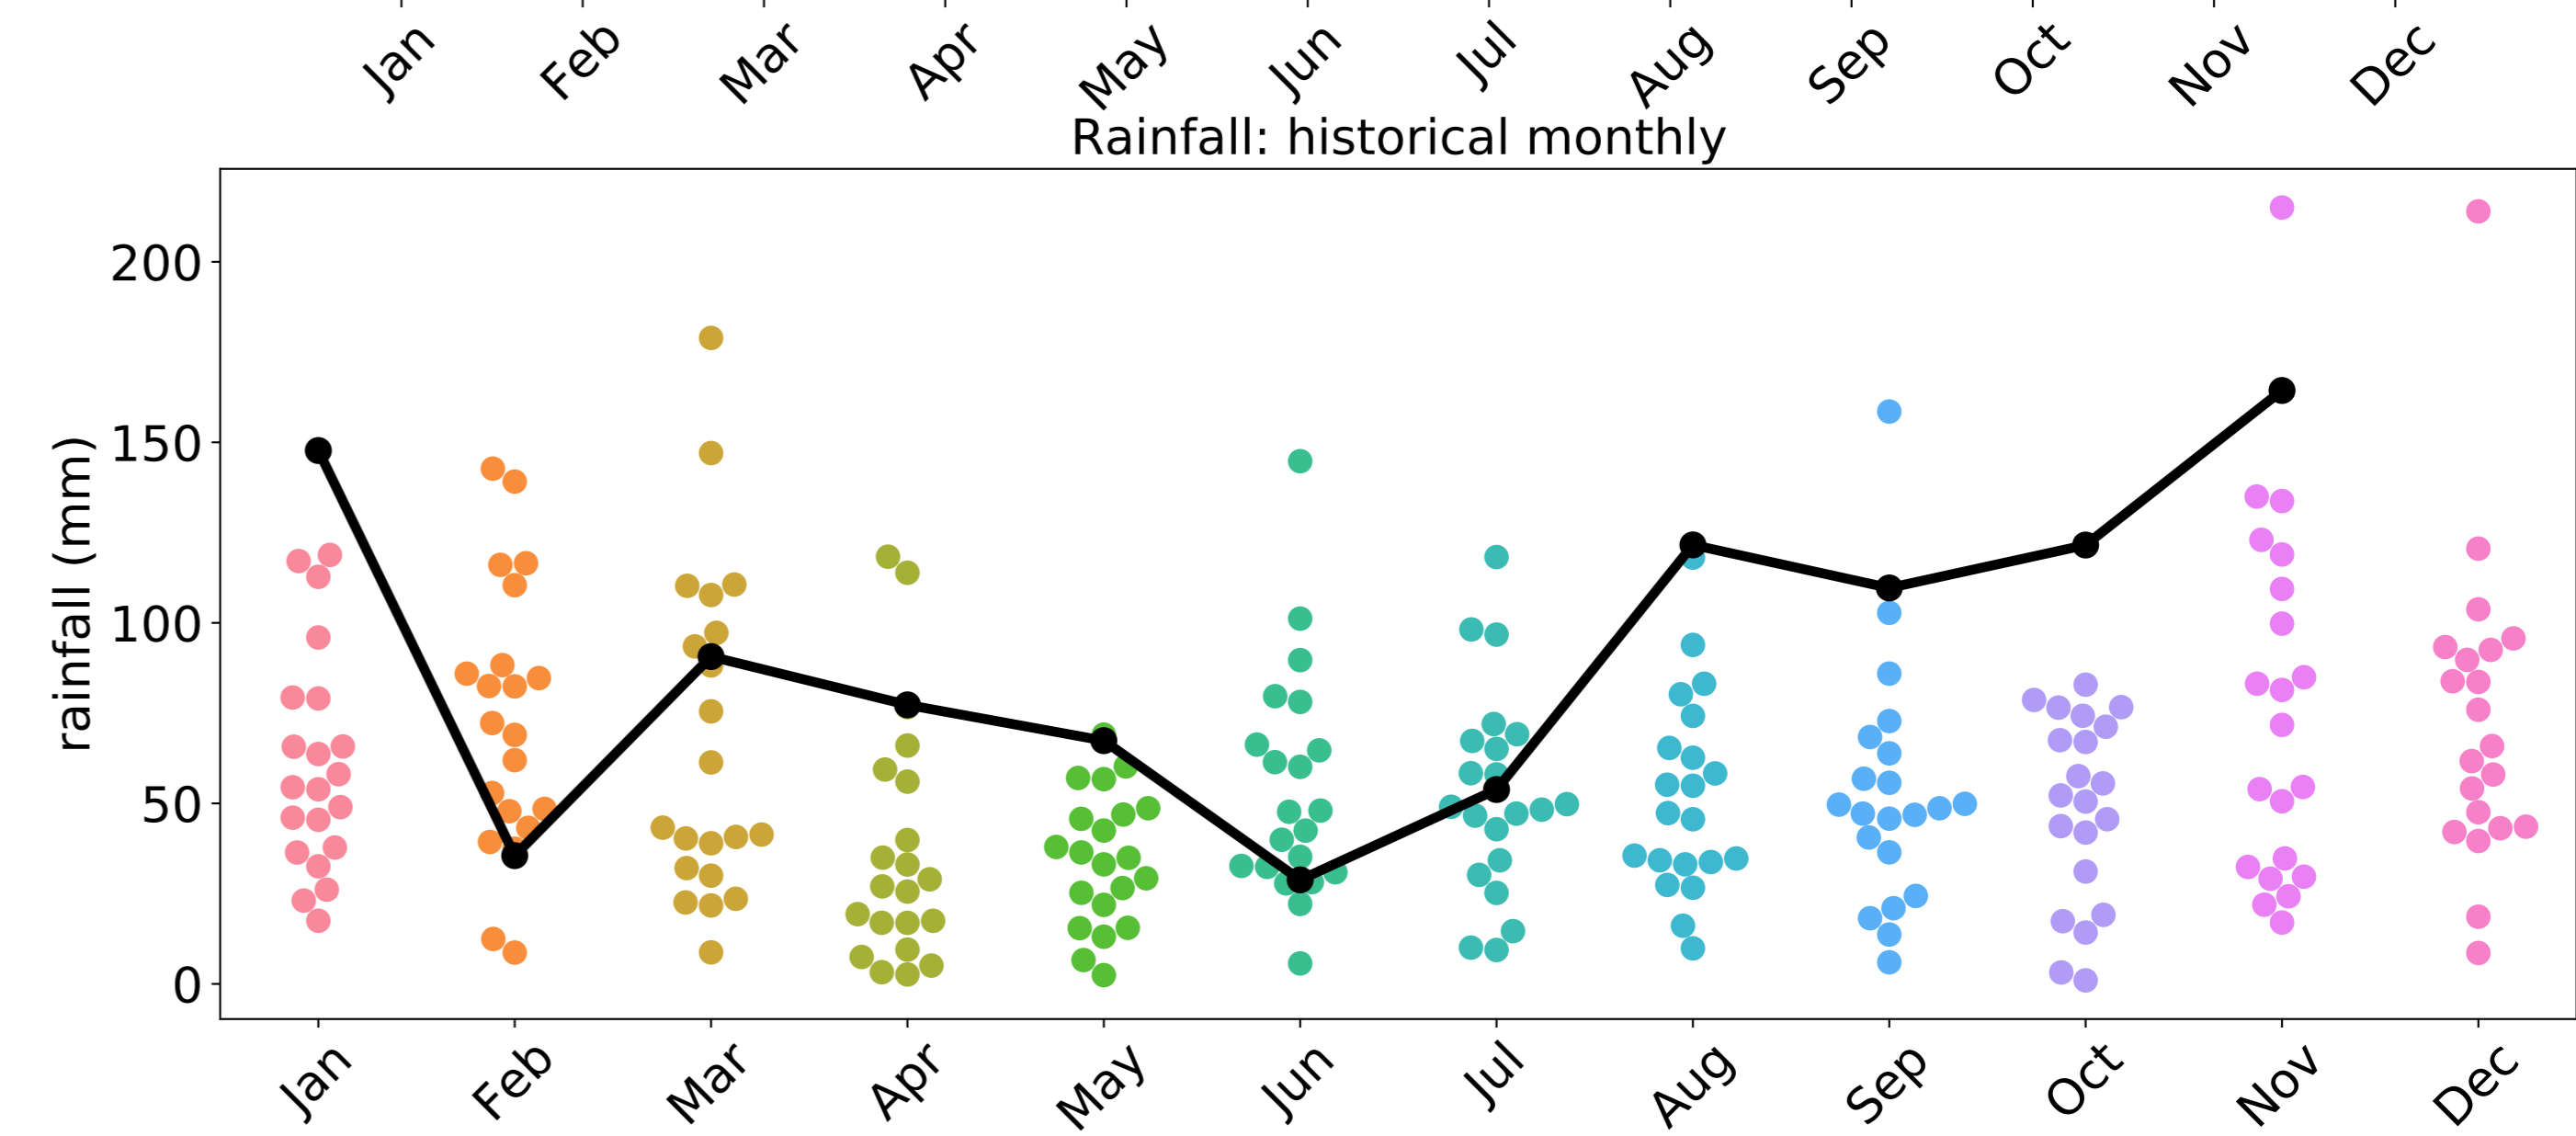 Jan Feb Mar Apr May Jun Jul Aug Sep Oct Nov Dec
Rainfall: historical monthly
rainfall (mm)
200
150
100
50
0
Jan Feb Mar Apr May Jun Jul Aug Sep Oct Nov Dec